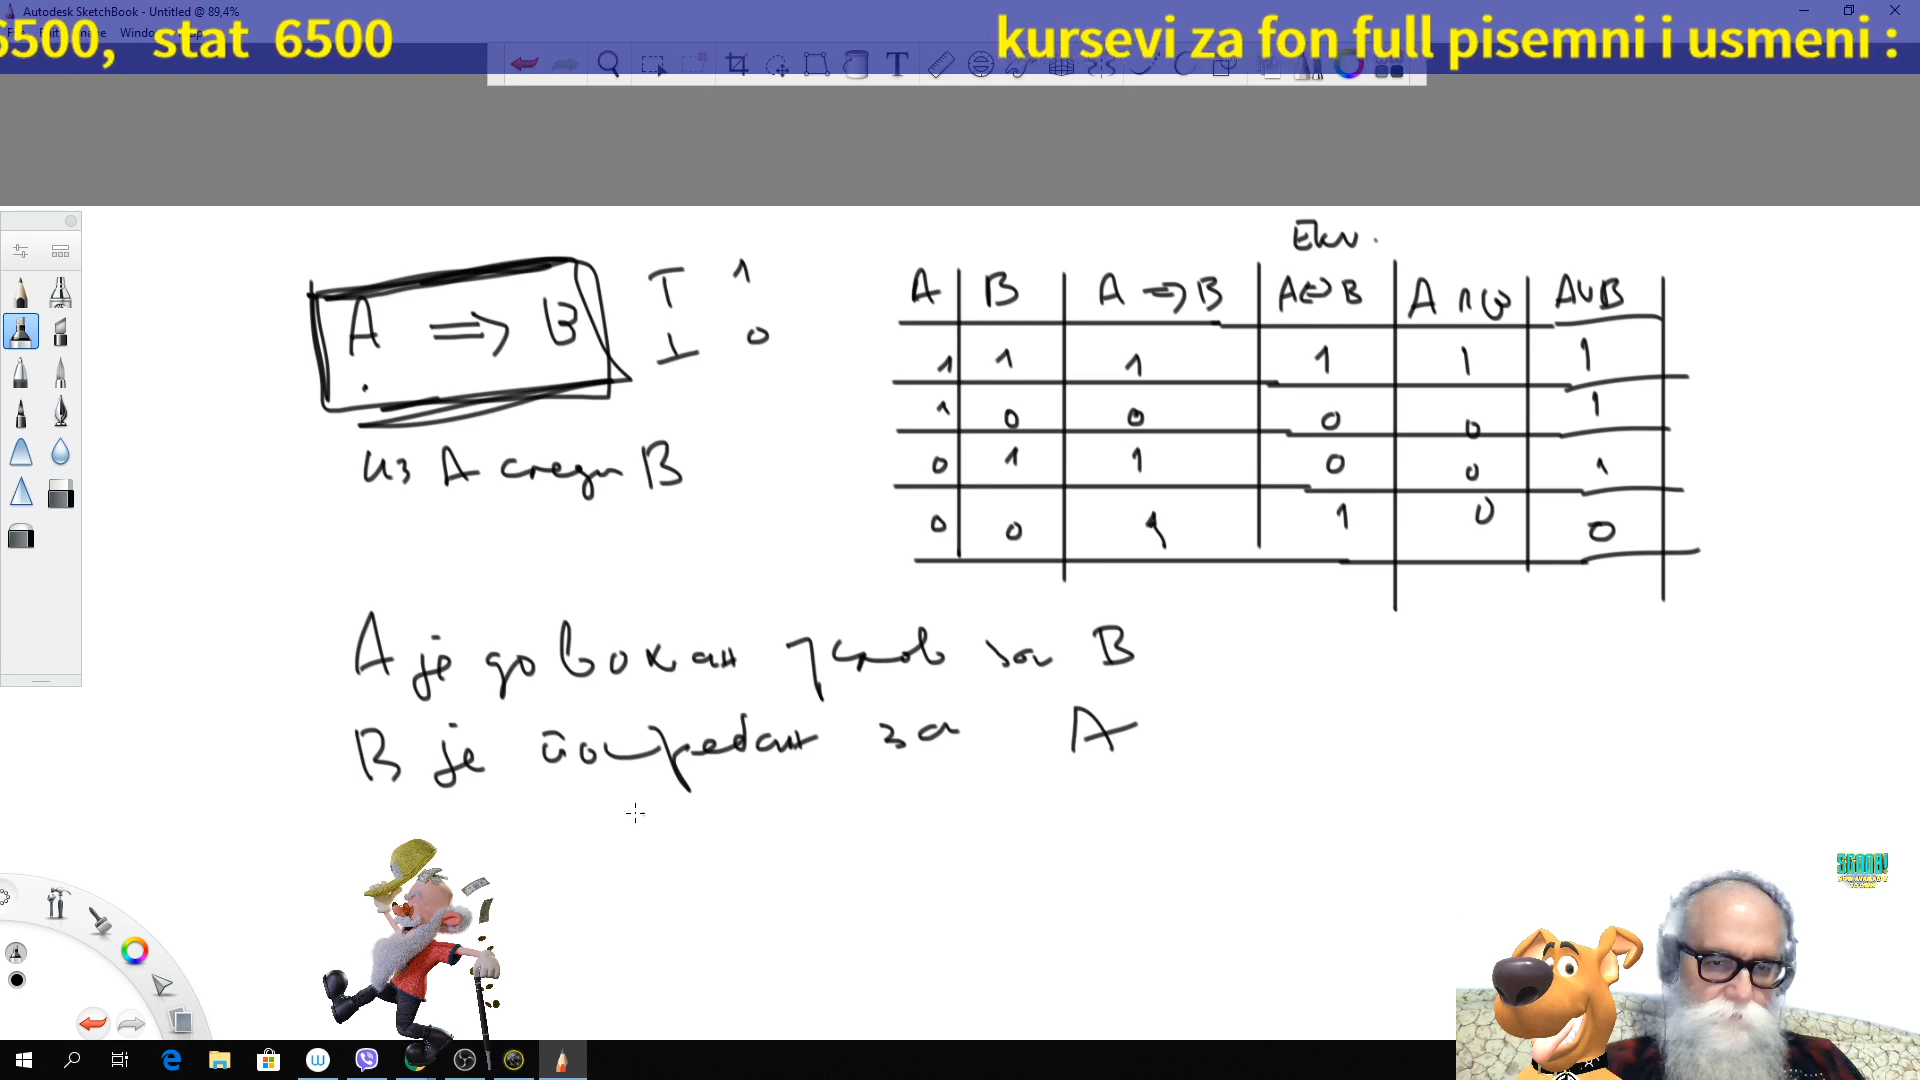 Autodesk SketchBook - Untitled @ 89,4%
6500, stat 6500 kursevi za fon full pisemni i usmeni :
A ⇒ B
T 1
⊥ 0
из A следи B
Екв.
A B A ⇒ B A⇔B A ∧ B A∨B
1 1 1 1 1 1
1 0 0 0 0 1
0 1 1 0 0 1
0 0 1 1 0 0
A је довољан услов за B
B је потребан за A
SCOOB!